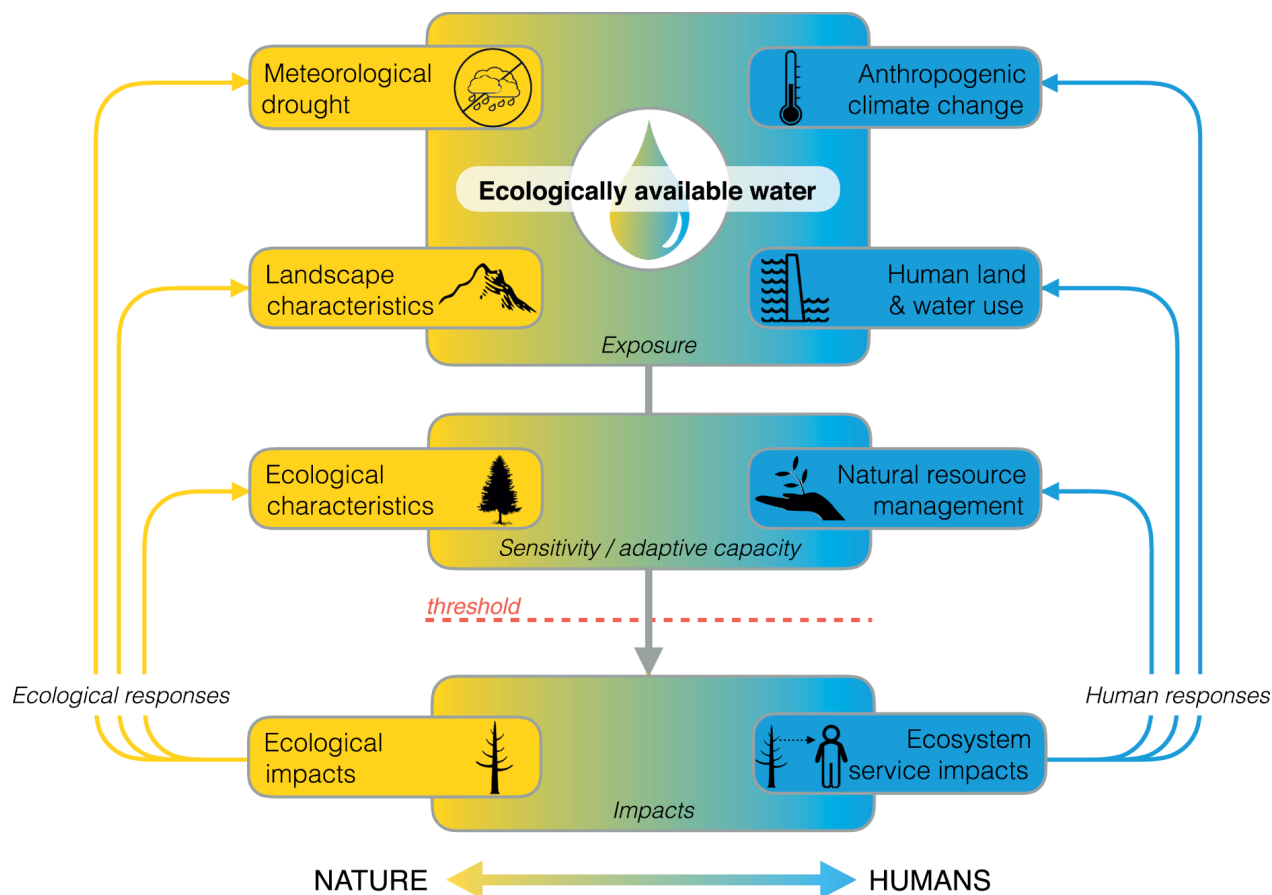 Meteorological
drought
Anthropogenic
climate change
Ecologically available water
Landscape
characteristics
Human land
& water use
Exposure
Ecological
characteristics
Natural resource
management
Sensitivity / adaptive capacity
threshold
Ecological responses
Human responses
Ecological
impacts
Ecosystem
service impacts
Impacts
NATURE
HUMANS